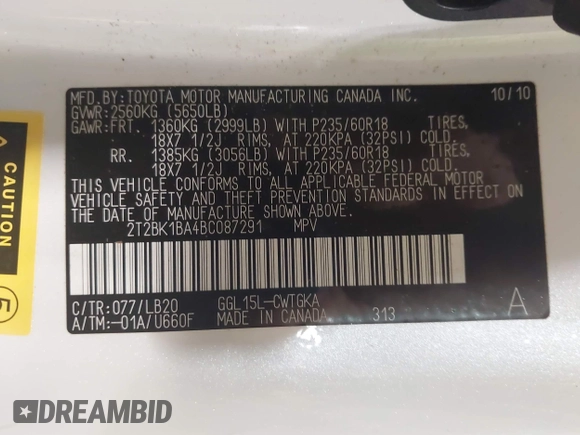 MFD.BY:TOYOTA MOTOR MANUFACTURING CANADA INC. 10/10
GVWR:2560KG (5650LB)
GAWR:FRT. 1360KG (2999LB) WITH P235/60R18 TIRES,
18X7 1/2J RIMS, AT 220KPA (32PSI) COLD.
RR. 1385KG (3056LB) WITH P235/60R18 TIRES,
18X7 1/2J RIMS, AT 220KPA (32PSI) COLD.
THIS VEHICLE CONFORMS TO ALL APPLICABLE FEDERAL MOTOR
VEHICLE SAFETY AND THEFT PREVENTION STANDARDS IN EFFECT ON
THE DATE OF MANUFACTURE SHOWN ABOVE.
2T2BK1BA4BC087291 MPV
C/TR:077/LB20 GGL15L-CWTGKA A
A/TM:-01A/U660F MADE IN CANADA 313
CAUTION
5
DREAMBID